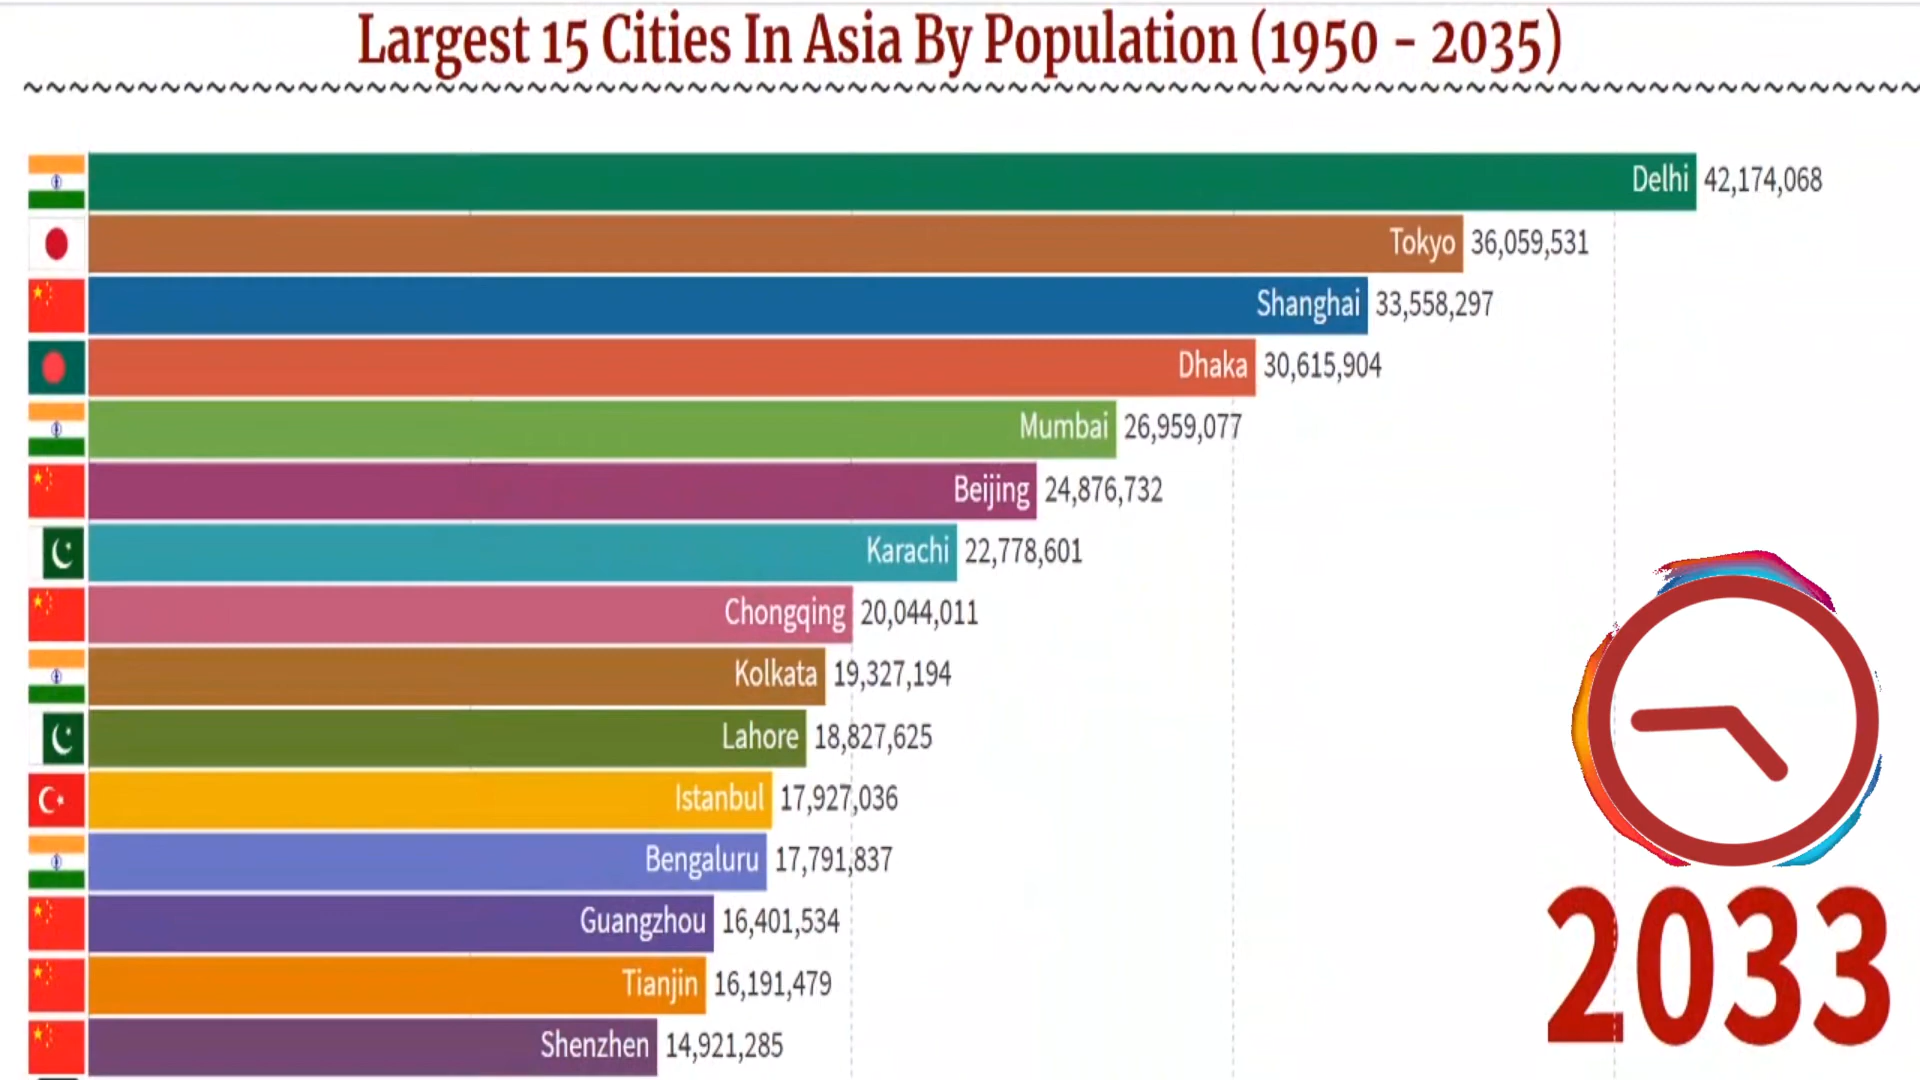 Largest 15 Cities In Asia By Population (1950 - 2035)
Delhi 42,174,068
Tokyo 36,059,531
Shanghai 33,558,297
Dhaka 30,615,904
Mumbai 26,959,077
Beijing 24,876,732
Karachi 22,778,601
Chongqing 20,044,011
Kolkata 19,327,194
Lahore 18,827,625
Istanbul 17,927,036
Bengaluru 17,791,837
Guangzhou 16,401,534
Tianjin 16,191,479
Shenzhen 14,921,285
2033